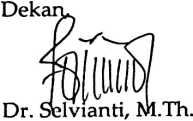 Dekan,
Dr. Selvianti, M.Th.